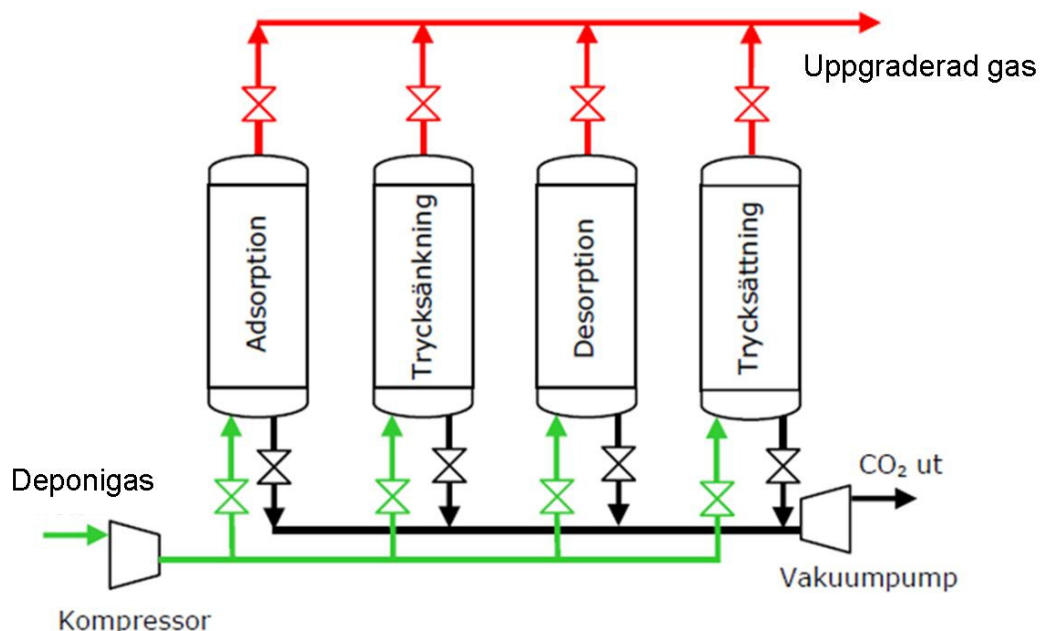 Uppgraderad gas
Adsorption
Trycksänkning
Desorption
Trycksättning
Deponigas
CO₂ ut
Vakuumpump
Kompressor